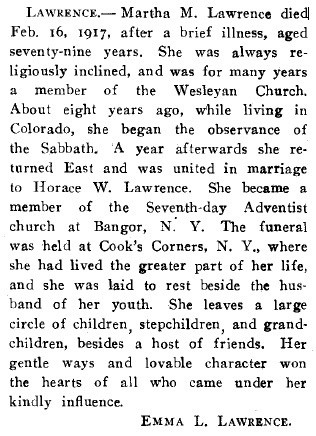 LAWRENCE.— Martha M. Lawrence died
Feb. 16, 1917, after a brief illness, aged
seventy-nine years. She was always re-
ligiously inclined, and was for many years
a member of the Wesleyan Church.
About eight years ago, while living in
Colorado, she began the observance of
the Sabbath. A year afterwards she re-
turned East and was united in marriage
to Horace W. Lawrence. She became a
member of the Seventh-day Adventist
church at Bangor, N. Y. The funeral
was held at Cook's Corners, N. Y., where
she had lived the greater part of her life,
and she was laid to rest beside the hus-
band of her youth. She leaves a large
circle of children, stepchildren, and grand-
children, besides a host of friends. Her
gentle ways and lovable character won
the hearts of all who came under her
kindly influence.
EMMA L. LAWRENCE.